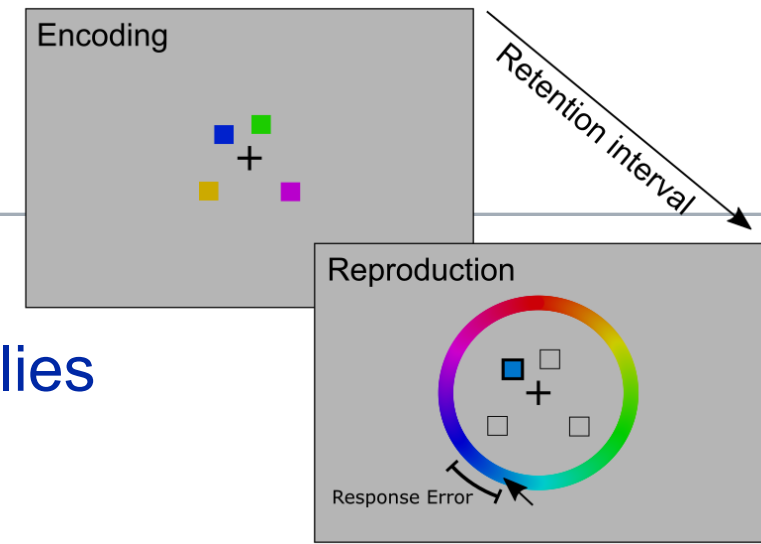 Encoding
Retention interval
Reproduction
lies
Response Error